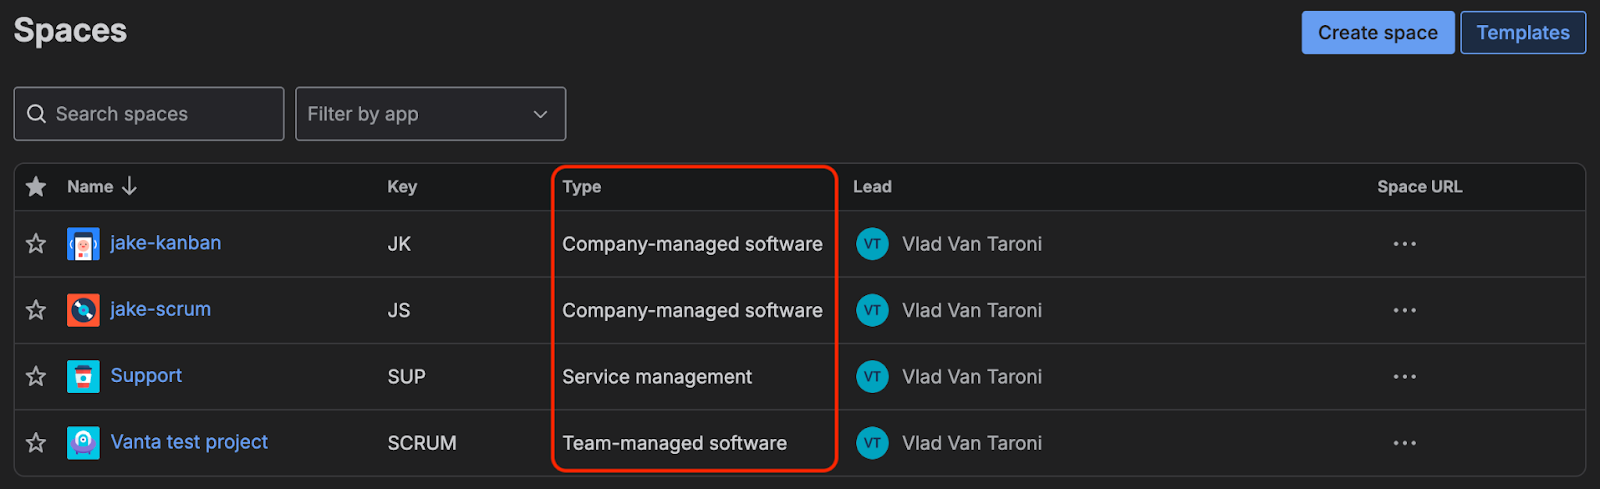 Spaces
Create space
Templates
Search spaces
Filter by app
Name Key Type Lead Space URL
jake-kanban JK Company-managed software VT Vlad Van Taroni
jake-scrum JS Company-managed software VT Vlad Van Taroni
Support SUP Service management VT Vlad Van Taroni
Vanta test project SCRUM Team-managed software VT Vlad Van Taroni